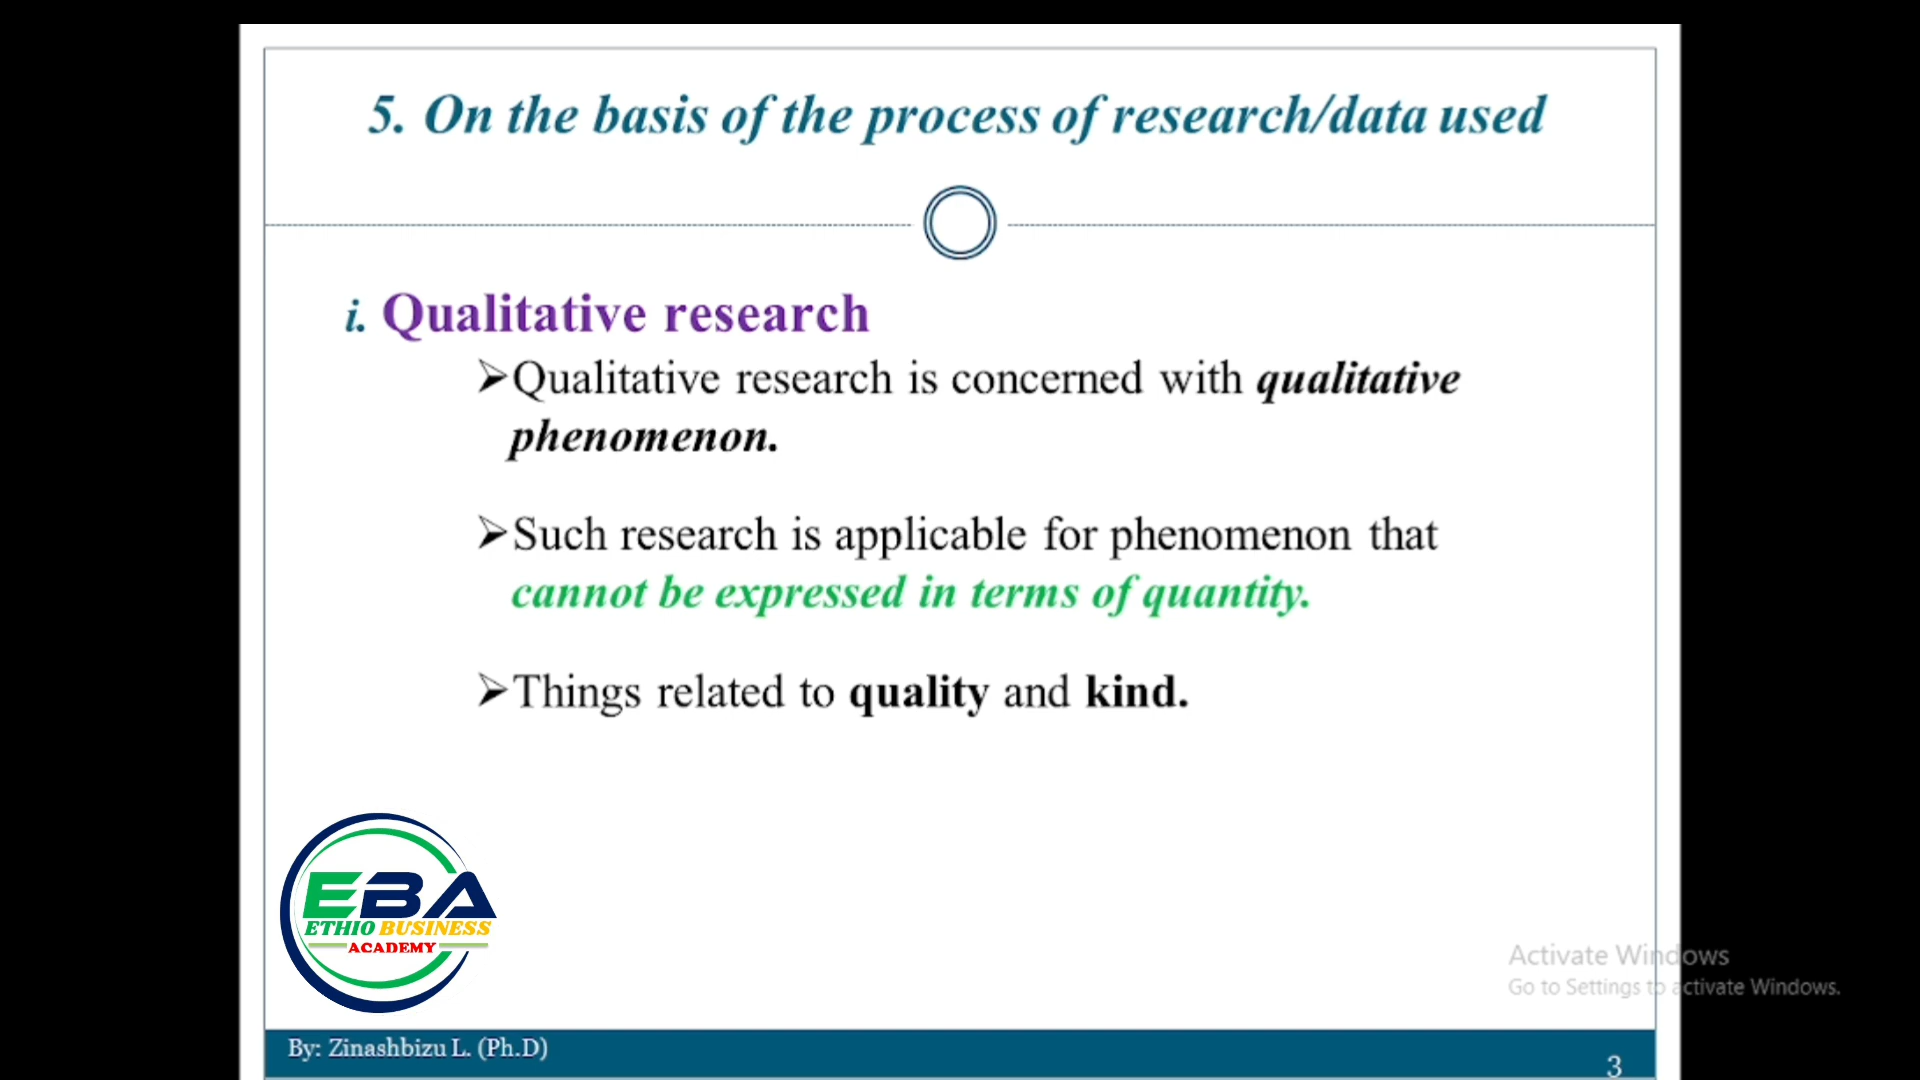 5. On the basis of the process of research/data used
i. Qualitative research
➢Qualitative research is concerned with qualitative
phenomenon.
➢Such research is applicable for phenomenon that
cannot be expressed in terms of quantity.
➢Things related to quality and kind.
EBA
ETHIO BUSINESS
ACADEMY
Activate Windows
Go to Settings to activate Windows.
By: Zinashbizu L. (Ph.D)
3